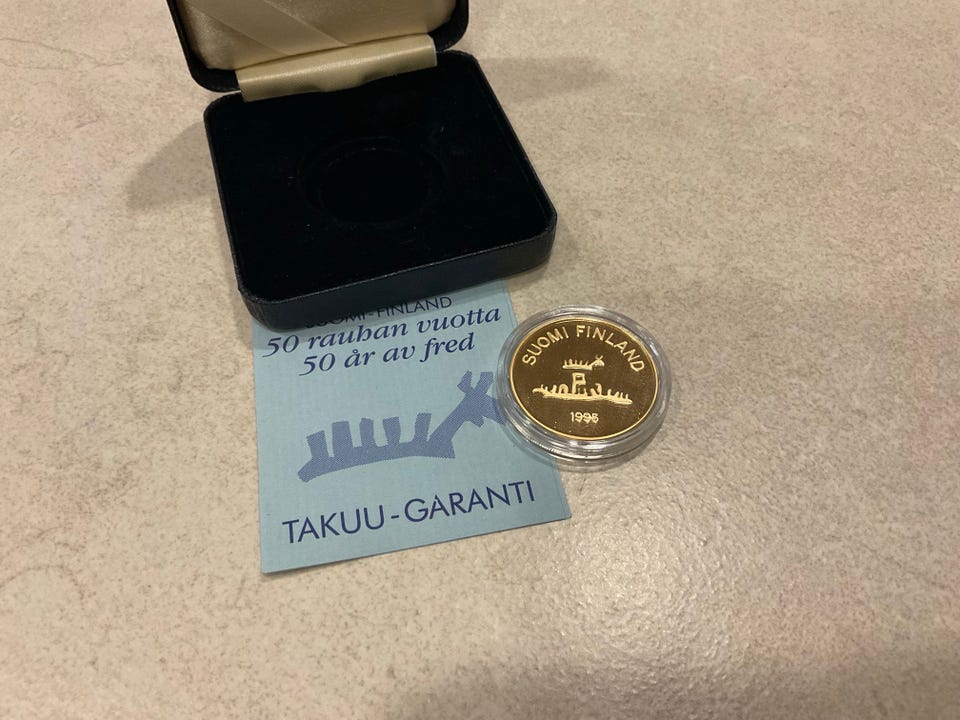 SUOMI-FINLAND
50 rauhan vuotta
50 år av fred
TAKUU-GARANTI
SUOMI FINLAND
1995